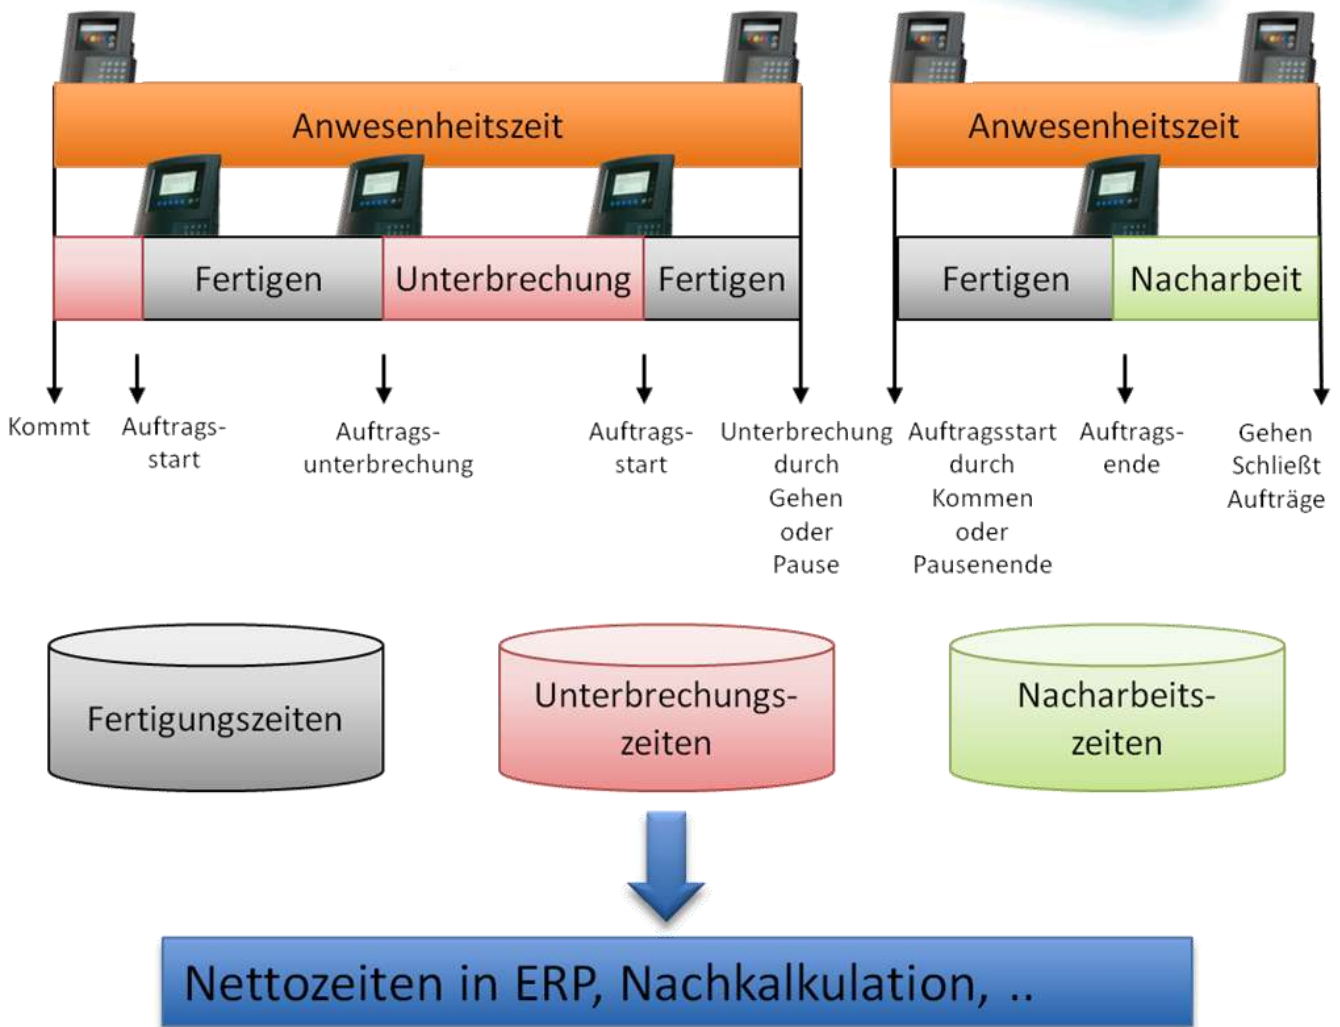 Anwesenheitszeit
Anwesenheitszeit
Fertigen
Unterbrechung
Fertigen
Fertigen
Nacharbeit
Kommt
Auftrags-
start
Auftrags-
unterbrechung
Auftrags-
start
Unterbrechung
durch
Gehen
oder
Pause
Auftragsstart
durch
Kommen
oder
Pausenende
Auftrags-
ende
Gehen
Schließt
Aufträge
Fertigungszeiten
Unterbrechungs-
zeiten
Nacharbeits-
zeiten
Nettozeiten in ERP, Nachkalkulation, ..